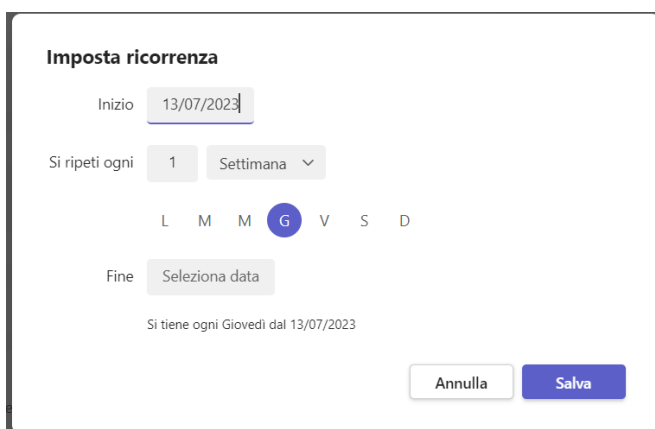 Imposta ricorrenza
Inizio 13/07/2023
Si ripeti ogni 1 Settimana
L M M G V S D
Fine Seleziona data
Si tiene ogni Giovedì dal 13/07/2023
Annulla Salva